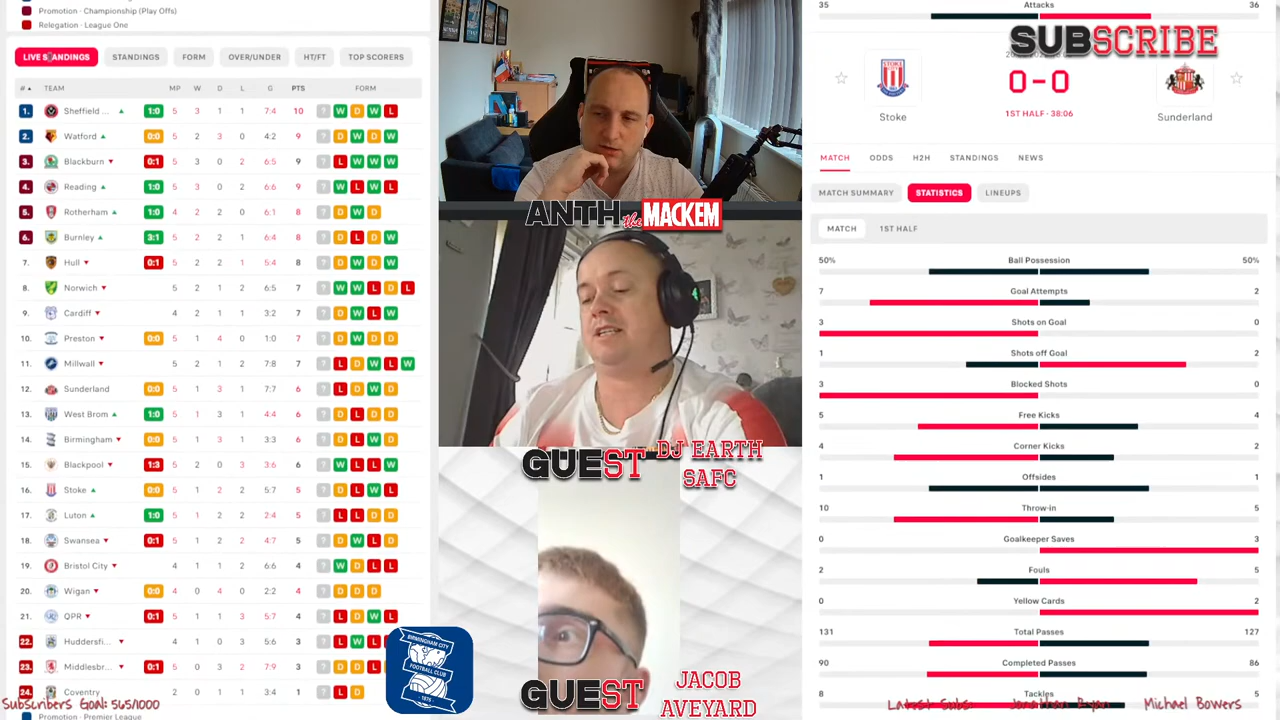 Promotion - Championship (Play Offs)
Relegation - League One
LIVE STANDINGS STANDINGS FORM OVER/UNDER HT/FT TOP SCORERS
# TEAM MP W D L G PTS FORM
1. Sheffield ... 1:0 5 3 1 1 7:4 10 ? W D W L
2. Watford 0:0 5 2 3 0 4:2 9 ? D W D W
3. Blackburn 0:1 5 3 0 2 6:5 9 ? L W W W
4. Reading 1:0 5 3 0 2 6:6 9 ? W L W L
5. Rotherham 1:0 4 2 2 0 6:1 8 ? D W D
6. Burnley 3:1 5 2 2 1 6:4 8 ? D L D W
7. Hull 0:1 5 2 2 1 5:4 8 ? D W D W
8. Norwich 5 2 1 2 6:5 7 ? W W L D L
9. Cardiff 4 2 1 1 3:2 7 ? D W L W
10. Preston 0:0 5 1 4 0 1:0 7 ? D W D D
11. Millwall 5 2 1 2 7:8 7 ? L D W L W
12. Sunderland 0:0 5 1 3 1 7:7 6 ? L D W D
13. West Brom 1:0 5 1 3 1 4:4 6 ? D L D D
14. Birmingham 0:0 5 1 3 1 3:3 6 ? D L W D
15. Blackpool 1:3 5 2 0 3 3:6 6 ? W L L W
16. Stoke 0:0 5 1 2 2 5:7 5 ? D L W L
17. Luton 1:0 5 1 2 2 2:4 5 ? L L D D
18. Swansea 0:1 5 1 2 2 4:7 5 ? D W L D
19. Bristol City 4 1 1 2 6:6 4 ? W D L L
20. Wigan 0:0 4 0 4 0 2:2 4 ? D D D
21. QPR 0:1 5 1 1 3 5:7 4 ? L D W L
22. Huddersfi... 4 1 0 3 5:6 3 ? L W L
23. Middlesbr... 0:1 5 0 3 2 7:9 3 ? D D L
24. Coventry 2 0 1 1 3:4 1 ? L D
Subscribers Goal: 565/1000
Promotion - Premier League
BIRMINGHAM CITY
FOOTBALL CLUB
1875
ANTH the MACKEM
GUEST DJ EARTH
SAFC
GUEST JACOB
AVEYARD
35 Attacks 36
SUBSCRIBE
STOKE
CITY
0-0
1ST HALF - 38:06
Stoke Sunderland
MATCH ODDS H2H STANDINGS NEWS
MATCH SUMMARY STATISTICS LINEUPS
MATCH 1ST HALF
50% Ball Possession 50%
7 Goal Attempts 2
3 Shots on Goal 0
1 Shots off Goal 2
3 Blocked Shots 0
5 Free Kicks 4
4 Corner Kicks 2
1 Offsides 1
10 Throw-in 5
0 Goalkeeper Saves 3
2 Fouls 5
0 Yellow Cards 2
131 Total Passes 127
90 Completed Passes 86
8 Tackles 5
Latest Subs: Jonathon Ryan Michael Bowers